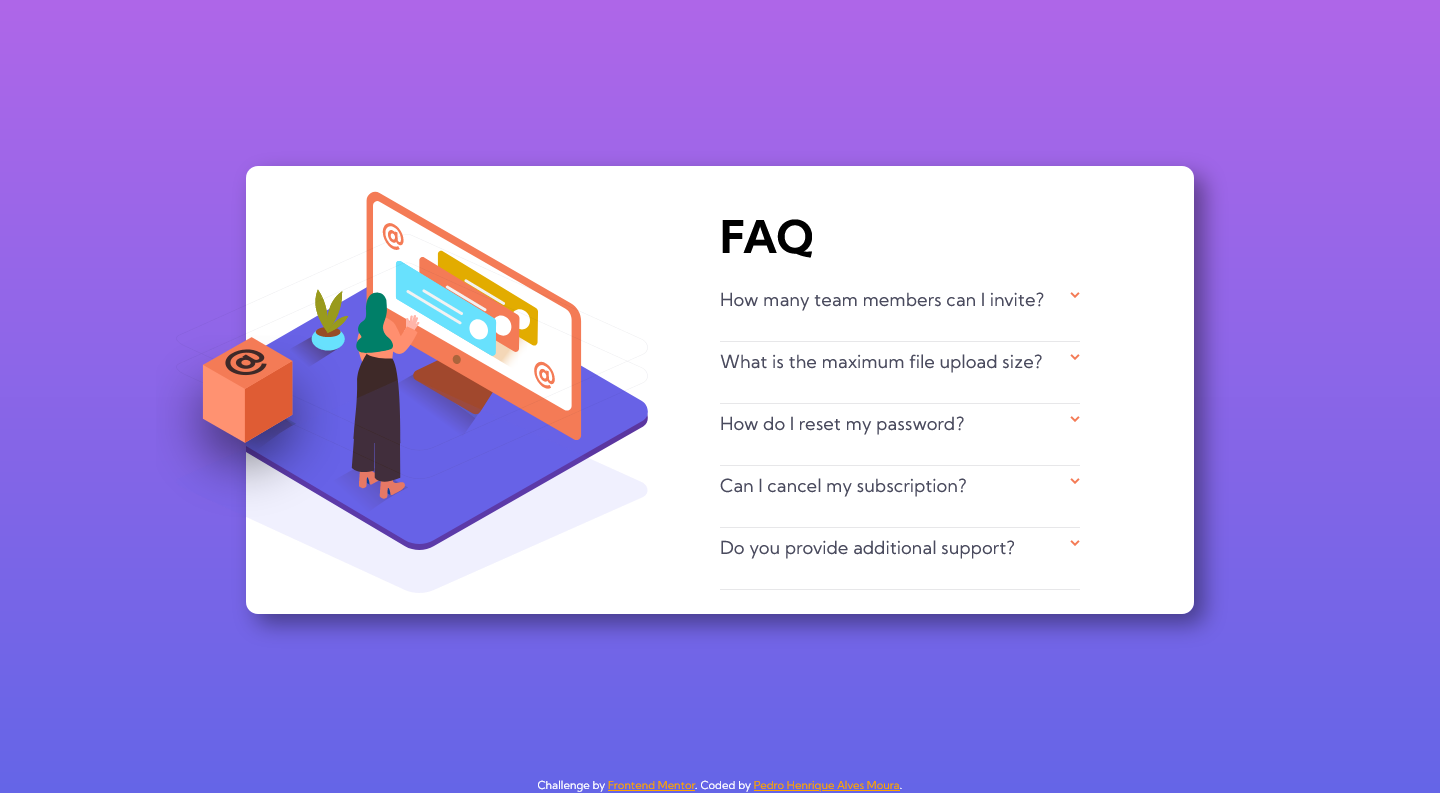 @
@
@
FAQ
How many team members can I invite?
What is the maximum file upload size?
How do I reset my password?
Can I cancel my subscription?
Do you provide additional support?
Challenge by Frontend Mentor. Coded by Pedro Henrique Alves Moura.